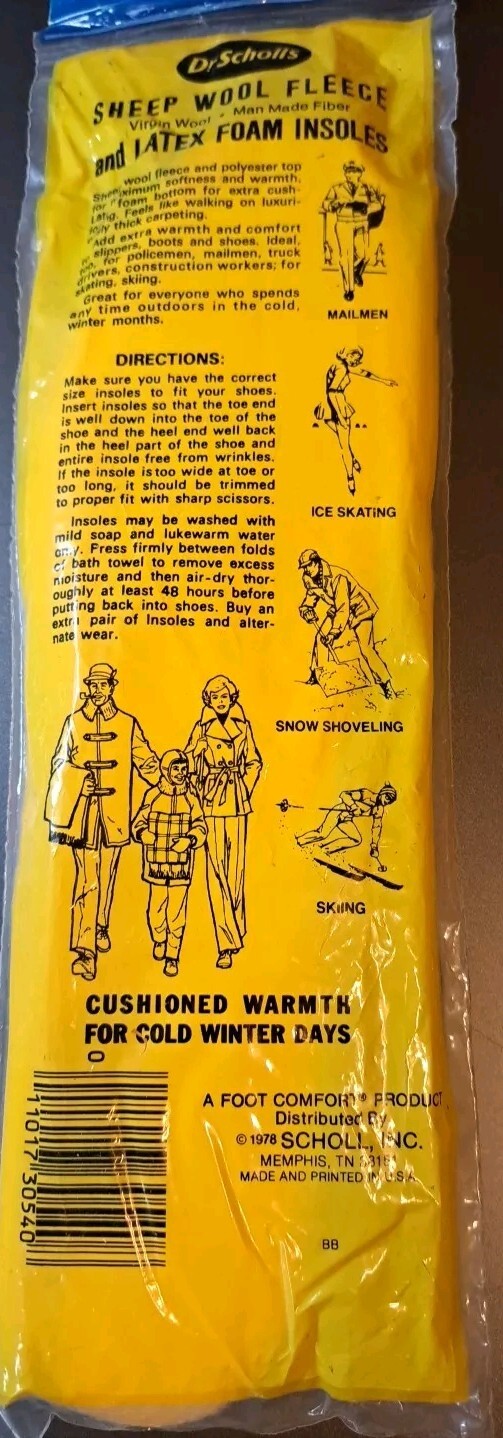 Dr Scholl's
SHEEP WOOL FLEECE
Virgin Wool - Man Made Fiber
and LATEX FOAM INSOLES
wool fleece and polyester top
softness and warmth,
foam bottom for extra cush-
Feels like walking on luxuri-
thick carpeting.
Add extra warmth and comfort
slippers, boots and shoes. Ideal,
too, for policemen, mailmen, truck
drivers, construction workers; for
skating, skiing.
Great for everyone who spends
any time outdoors in the cold,
winter months.
MAILMEN
DIRECTIONS:
Make sure you have the correct
size insoles to fit your shoes.
Insert insoles so that the toe end
is well down into the toe of the
shoe and the heel end well back
in the heel part of the shoe and
entire insole free from wrinkles.
If the insole is too wide at toe or
too long, it should be trimmed
to proper fit with sharp scissors.
Insoles may be washed with
mild soap and lukewarm water
only. Press firmly between folds
of bath towel to remove excess
moisture and then air-dry thor-
oughly at least 48 hours before
putting back into shoes. Buy an
extra pair of Insoles and alter-
nate wear.
ICE SKATING
SNOW SHOVELING
SKIING
CUSHIONED WARMTH
FOR COLD WINTER DAYS
0
11017 30540
A FOOT COMFORT® PRODUCT
Distributed By
© 1978 SCHOLL, INC.
MEMPHIS, TN 38151
MADE AND PRINTED IN U.S.A.
BB